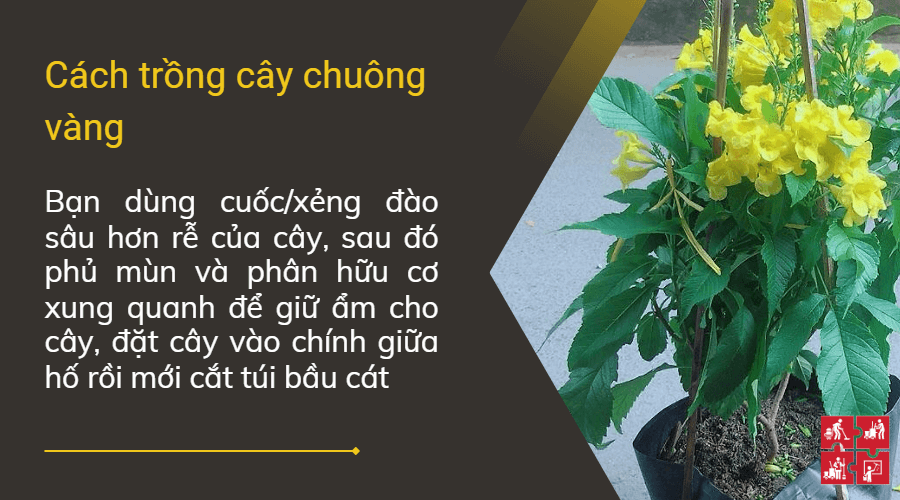 Cách trồng cây chuông
vàng
Bạn dùng cuốc/xẻng đào
sâu hơn rễ của cây, sau đó
phủ mùn và phân hữu cơ
xung quanh để giữ ẩm cho
cây, đặt cây vào chính giữa
hố rồi mới cắt túi bầu cát